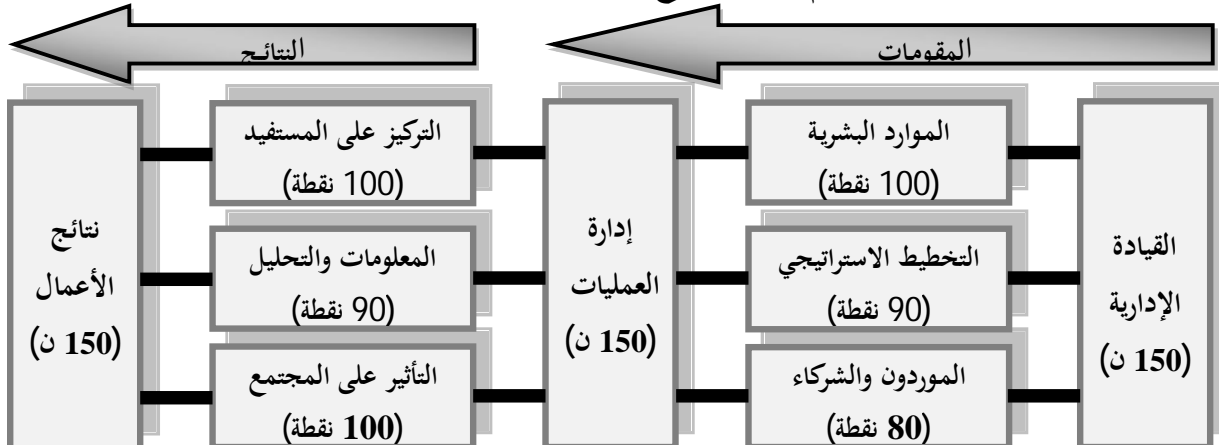 المقومات
النتائج
القيادة
الإدارية
(150 ن)
الموارد البشرية
(100 نقطة)
التخطيط الاستراتيجي
(90 نقطة)
الموردون والشركاء
(80 نقطة)
إدارة
العمليات
(150 ن)
التركيز على المستفيد
(100 نقطة)
المعلومات والتحليل
(90 نقطة)
التأثير على المجتمع
(100 نقطة)
نتائج
الأعمال
(150 ن)